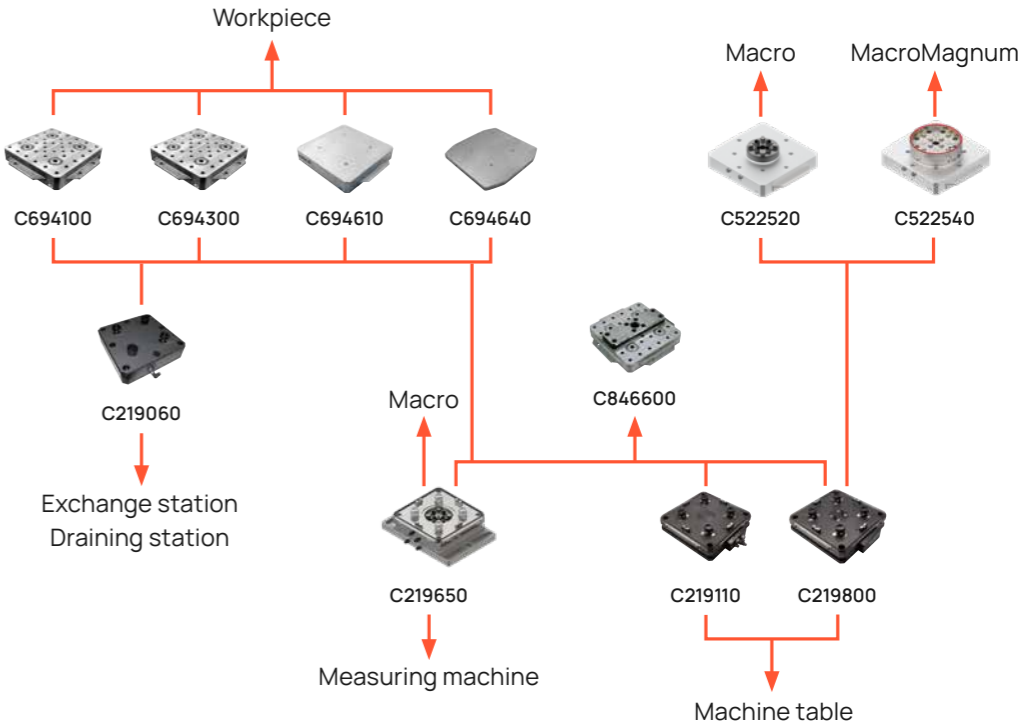 Workpiece
Macro
MacroMagnum
C694100
C694300
C694610
C694640
C522520
C522540
C219060
C846600
Macro
Exchange station
Draining station
C219650
C219110
C219800
Measuring machine
Machine table